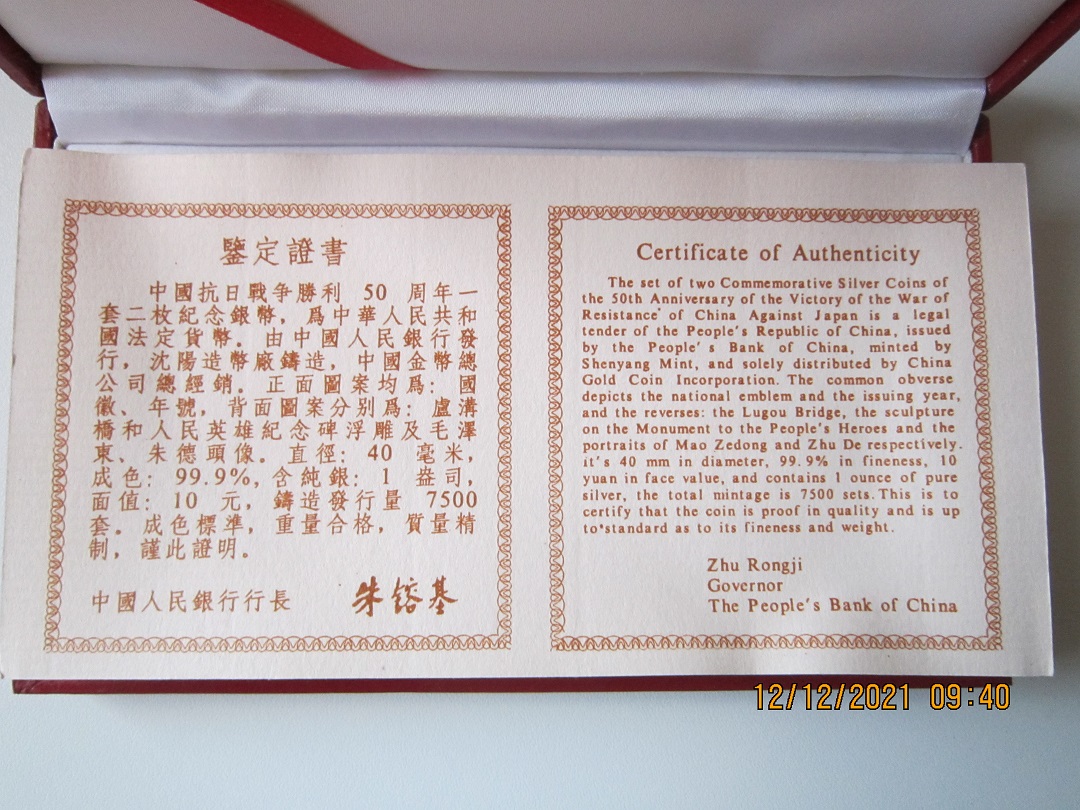 鑒定證書
中國抗日戰争勝利 50 周年一
套二枚紀念銀幣，爲中華人民共和
國法定貨幣。由中國人民銀行發
行，沈陽造幣廠鑄造，中國金幣總
公司總經銷。正面圖案均爲：國
徽、年號，背面圖案分别爲：盧溝
橋和人民英雄紀念碑浮雕及毛澤
東、朱德頭像。直徑：40 毫米，
成色：99.9%，含純銀：1 盎司，
面值：10 元，鑄造發行量 7500
套。成色標準，重量合格，質量精
制，謹此證明。
中國人民銀行行長 朱鎔基
Certificate of Authenticity
The set of two Commemorative Silver Coins of
the 50th Anniversary of the Victory of the War of
Resistance of China Against Japan is a legal
tender of the People's Republic of China, issued
by the People's Bank of China, minted by
Shenyang Mint, and solely distributed by China
Gold Coin Incorporation. The common obverse
depicts the national emblem and the issuing year,
and the reverses: the Lugou Bridge, the sculpture
on the Monument to the People's Heroes and the
portraits of Mao Zedong and Zhu De respectively.
it's 40 mm in diameter, 99.9% in fineness, 10
yuan in face value, and contains 1 ounce of pure
silver, the total mintage is 7500 sets. This is to
certify that the coin is proof in quality and is up
to standard as to its fineness and weight.
Zhu Rongji
Governor
The People's Bank of China
12/12/2021 09:40